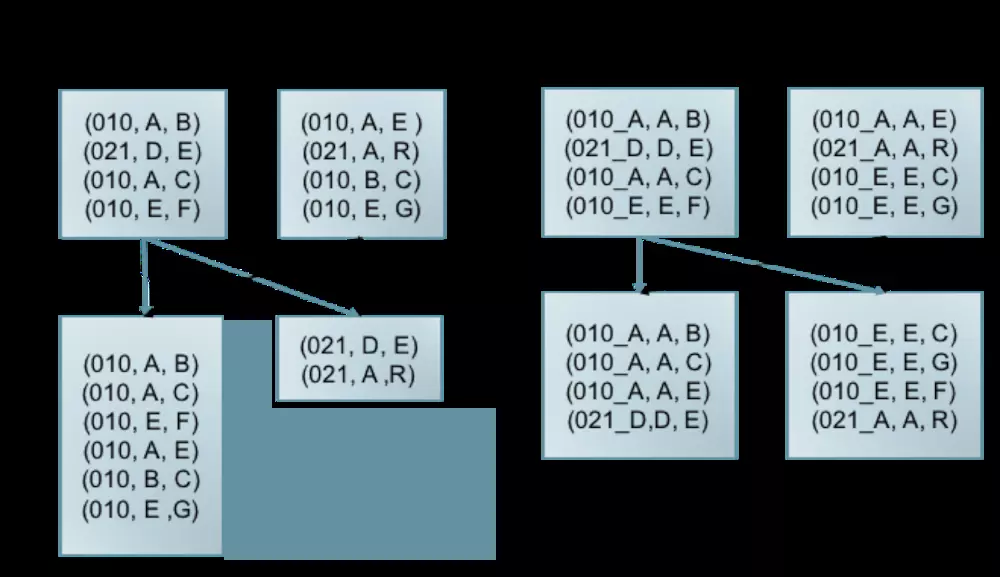 (010, A, B)
(021, D, E)
(010, A, C)
(010, E, F)
(010, A, E )
(021, A, R)
(010, B, C)
(010, E, G)
(010_A, A, B)
(021_D, D, E)
(010_A, A, C)
(010_E, E, F)
(010_A, A, E)
(021_A, A, R)
(010_E, E, C)
(010_E, E, G)
(010, A, B)
(010, A, C)
(010, E, F)
(010, A, E)
(010, B, C)
(010, E ,G)
(021, D, E)
(021, A ,R)
(010_A, A, B)
(010_A, A, C)
(010_A, A, E)
(021_D,D, E)
(010_E, E, C)
(010_E, E, G)
(010_E, E, F)
(021_A, A, R)